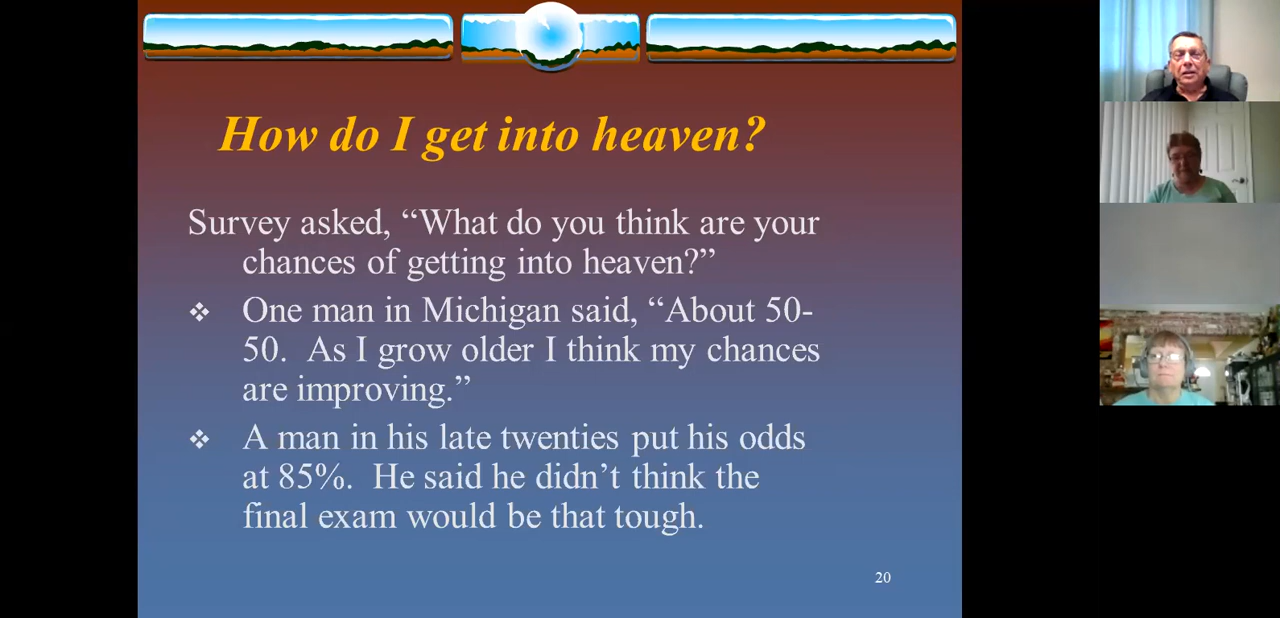 How do I get into heaven?
Survey asked, “What do you think are your
chances of getting into heaven?”
❖ One man in Michigan said, “About 50-
50.  As I grow older I think my chances
are improving.”
❖ A man in his late twenties put his odds
at 85%.  He said he didn’t think the
final exam would be that tough.
20